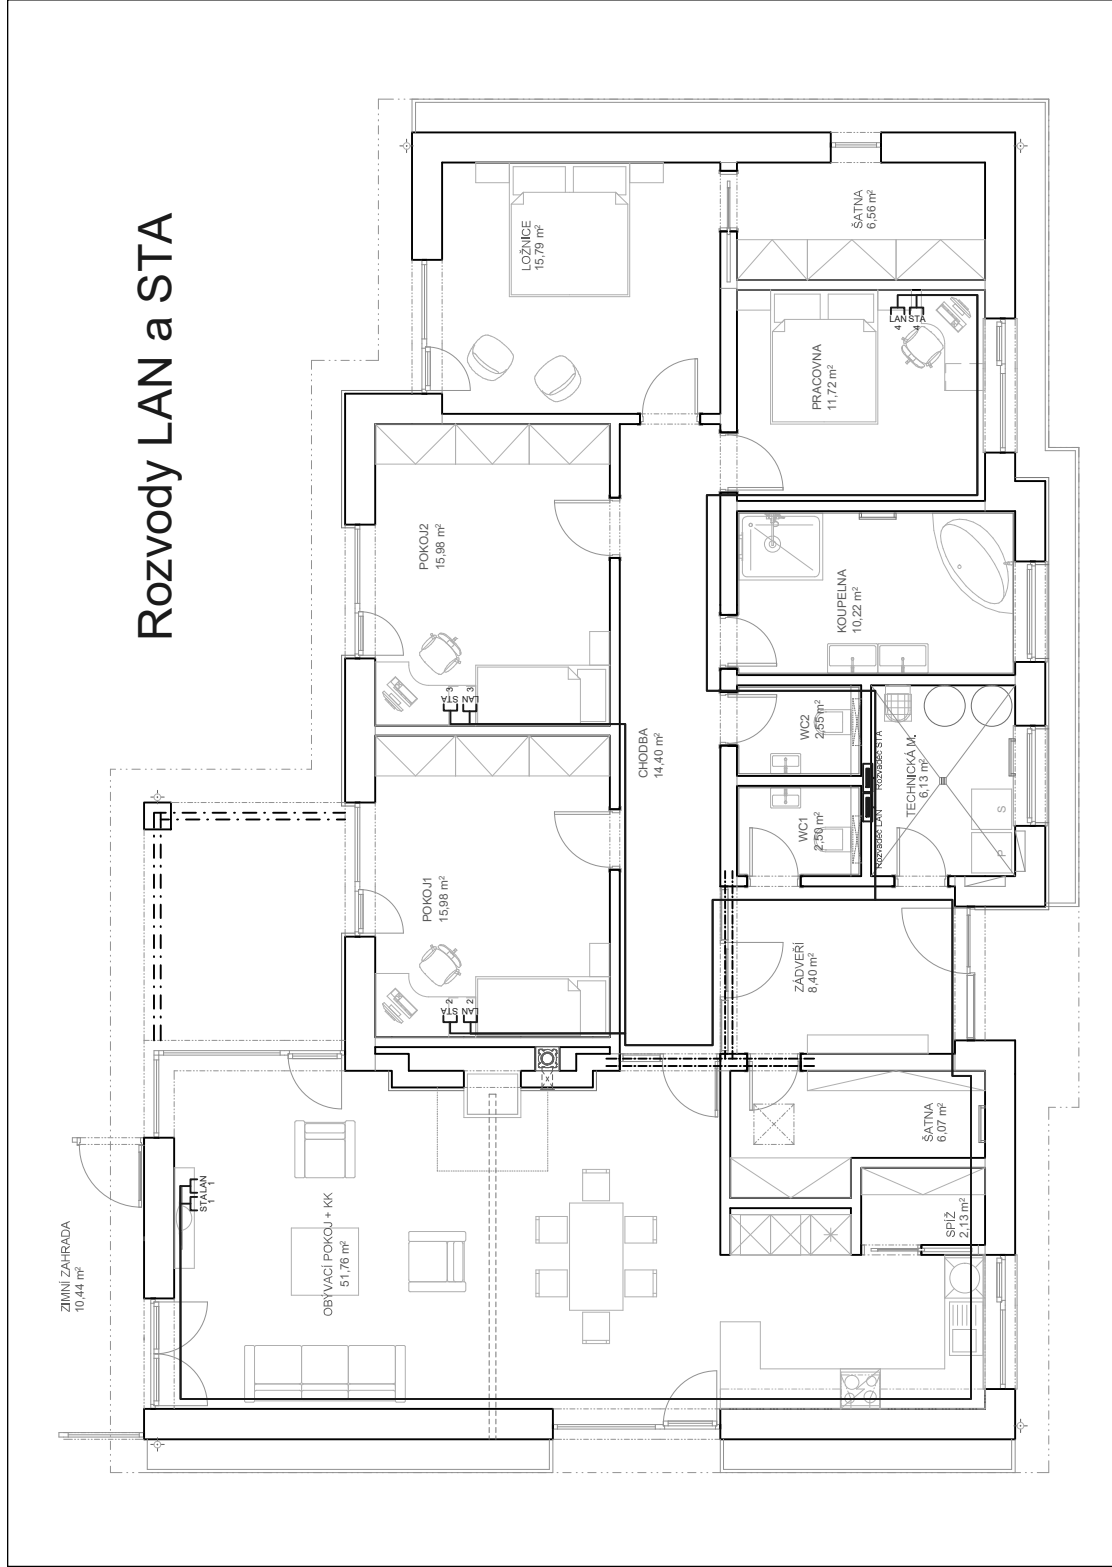 Rozvody LAN a STA
LOŽNICE
15,79 m²
ŠATNA
6,56 m²
PRACOVNA
11,72 m²
LAN
4
STA
4
POKOJ2
15,98 m²
STA
3
LAN
3
KOUPELNA
10,22 m²
CHODBA
14,40 m²
WC2
2,55 m²
Rozvaděč STA
TECHNICKÁ M.
6,13 m²
WC1
2,50 m²
Rozvaděč LAN
S
P
POKOJ1
15,98 m²
STA
2
LAN
2
ZÁDVEŘÍ
8,40 m²
ŠATNA
6,07 m²
SPÍŽ
2,13 m²
STA
1
LAN
1
OBÝVACÍ POKOJ + KK
51,76 m²
ZIMNÍ ZAHRADA
10,44 m²